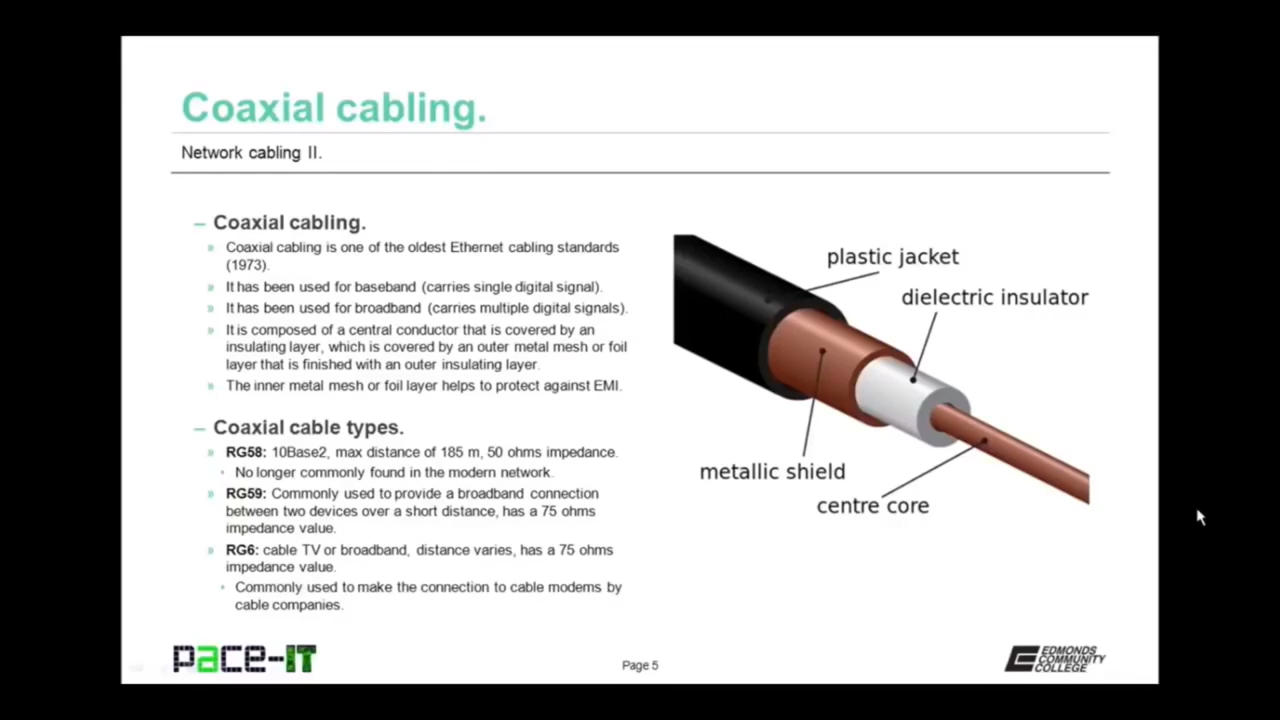 Coaxial cabling.
Network cabling II.
– Coaxial cabling.
» Coaxial cabling is one of the oldest Ethernet cabling standards
(1973).
» It has been used for baseband (carries single digital signal).
» It has been used for broadband (carries multiple digital signals).
» It is composed of a central conductor that is covered by an
insulating layer, which is covered by an outer metal mesh or foil
layer that is finished with an outer insulating layer.
» The inner metal mesh or foil layer helps to protect against EMI.
– Coaxial cable types.
» RG58: 10Base2, max distance of 185 m, 50 ohms impedance.
• No longer commonly found in the modern network.
» RG59: Commonly used to provide a broadband connection
between two devices over a short distance, has a 75 ohms
impedance value.
» RG6: cable TV or broadband, distance varies, has a 75 ohms
impedance value.
• Commonly used to make the connection to cable modems by
cable companies.
plastic jacket
dielectric insulator
metallic shield
centre core
pace-IT
Page 5
EDMONDS
COMMUNITY
COLLEGE